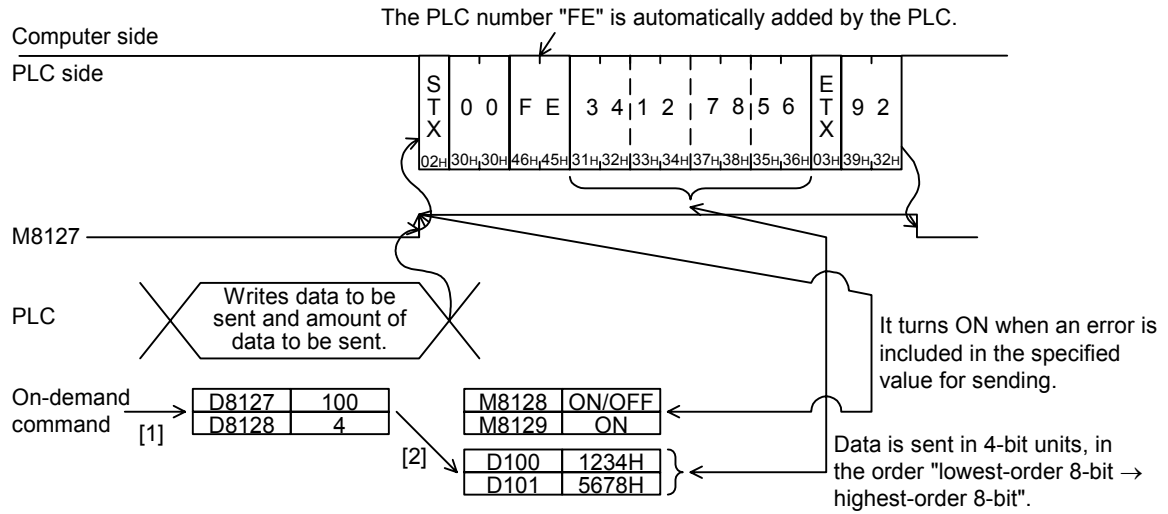 The PLC number "FE" is automatically added by the PLC.
Computer side
PLC side
STX 0 0 F E 3 4 1 2 7 8 5 6 ETX 9 2
02H 30H 30H 46H 45H 31H 32H 33H 34H 37H 38H 35H 36H 03H 39H 32H
M8127
PLC
Writes data to be
sent and amount of
data to be sent.
It turns ON when an error is
included in the specified
value for sending.
On-demand
command
[1]
D8127 100
D8128 4
[2]
M8128 ON/OFF
M8129 ON
D100 1234H
D101 5678H
Data is sent in 4-bit units, in
the order "lowest-order 8-bit →
highest-order 8-bit".